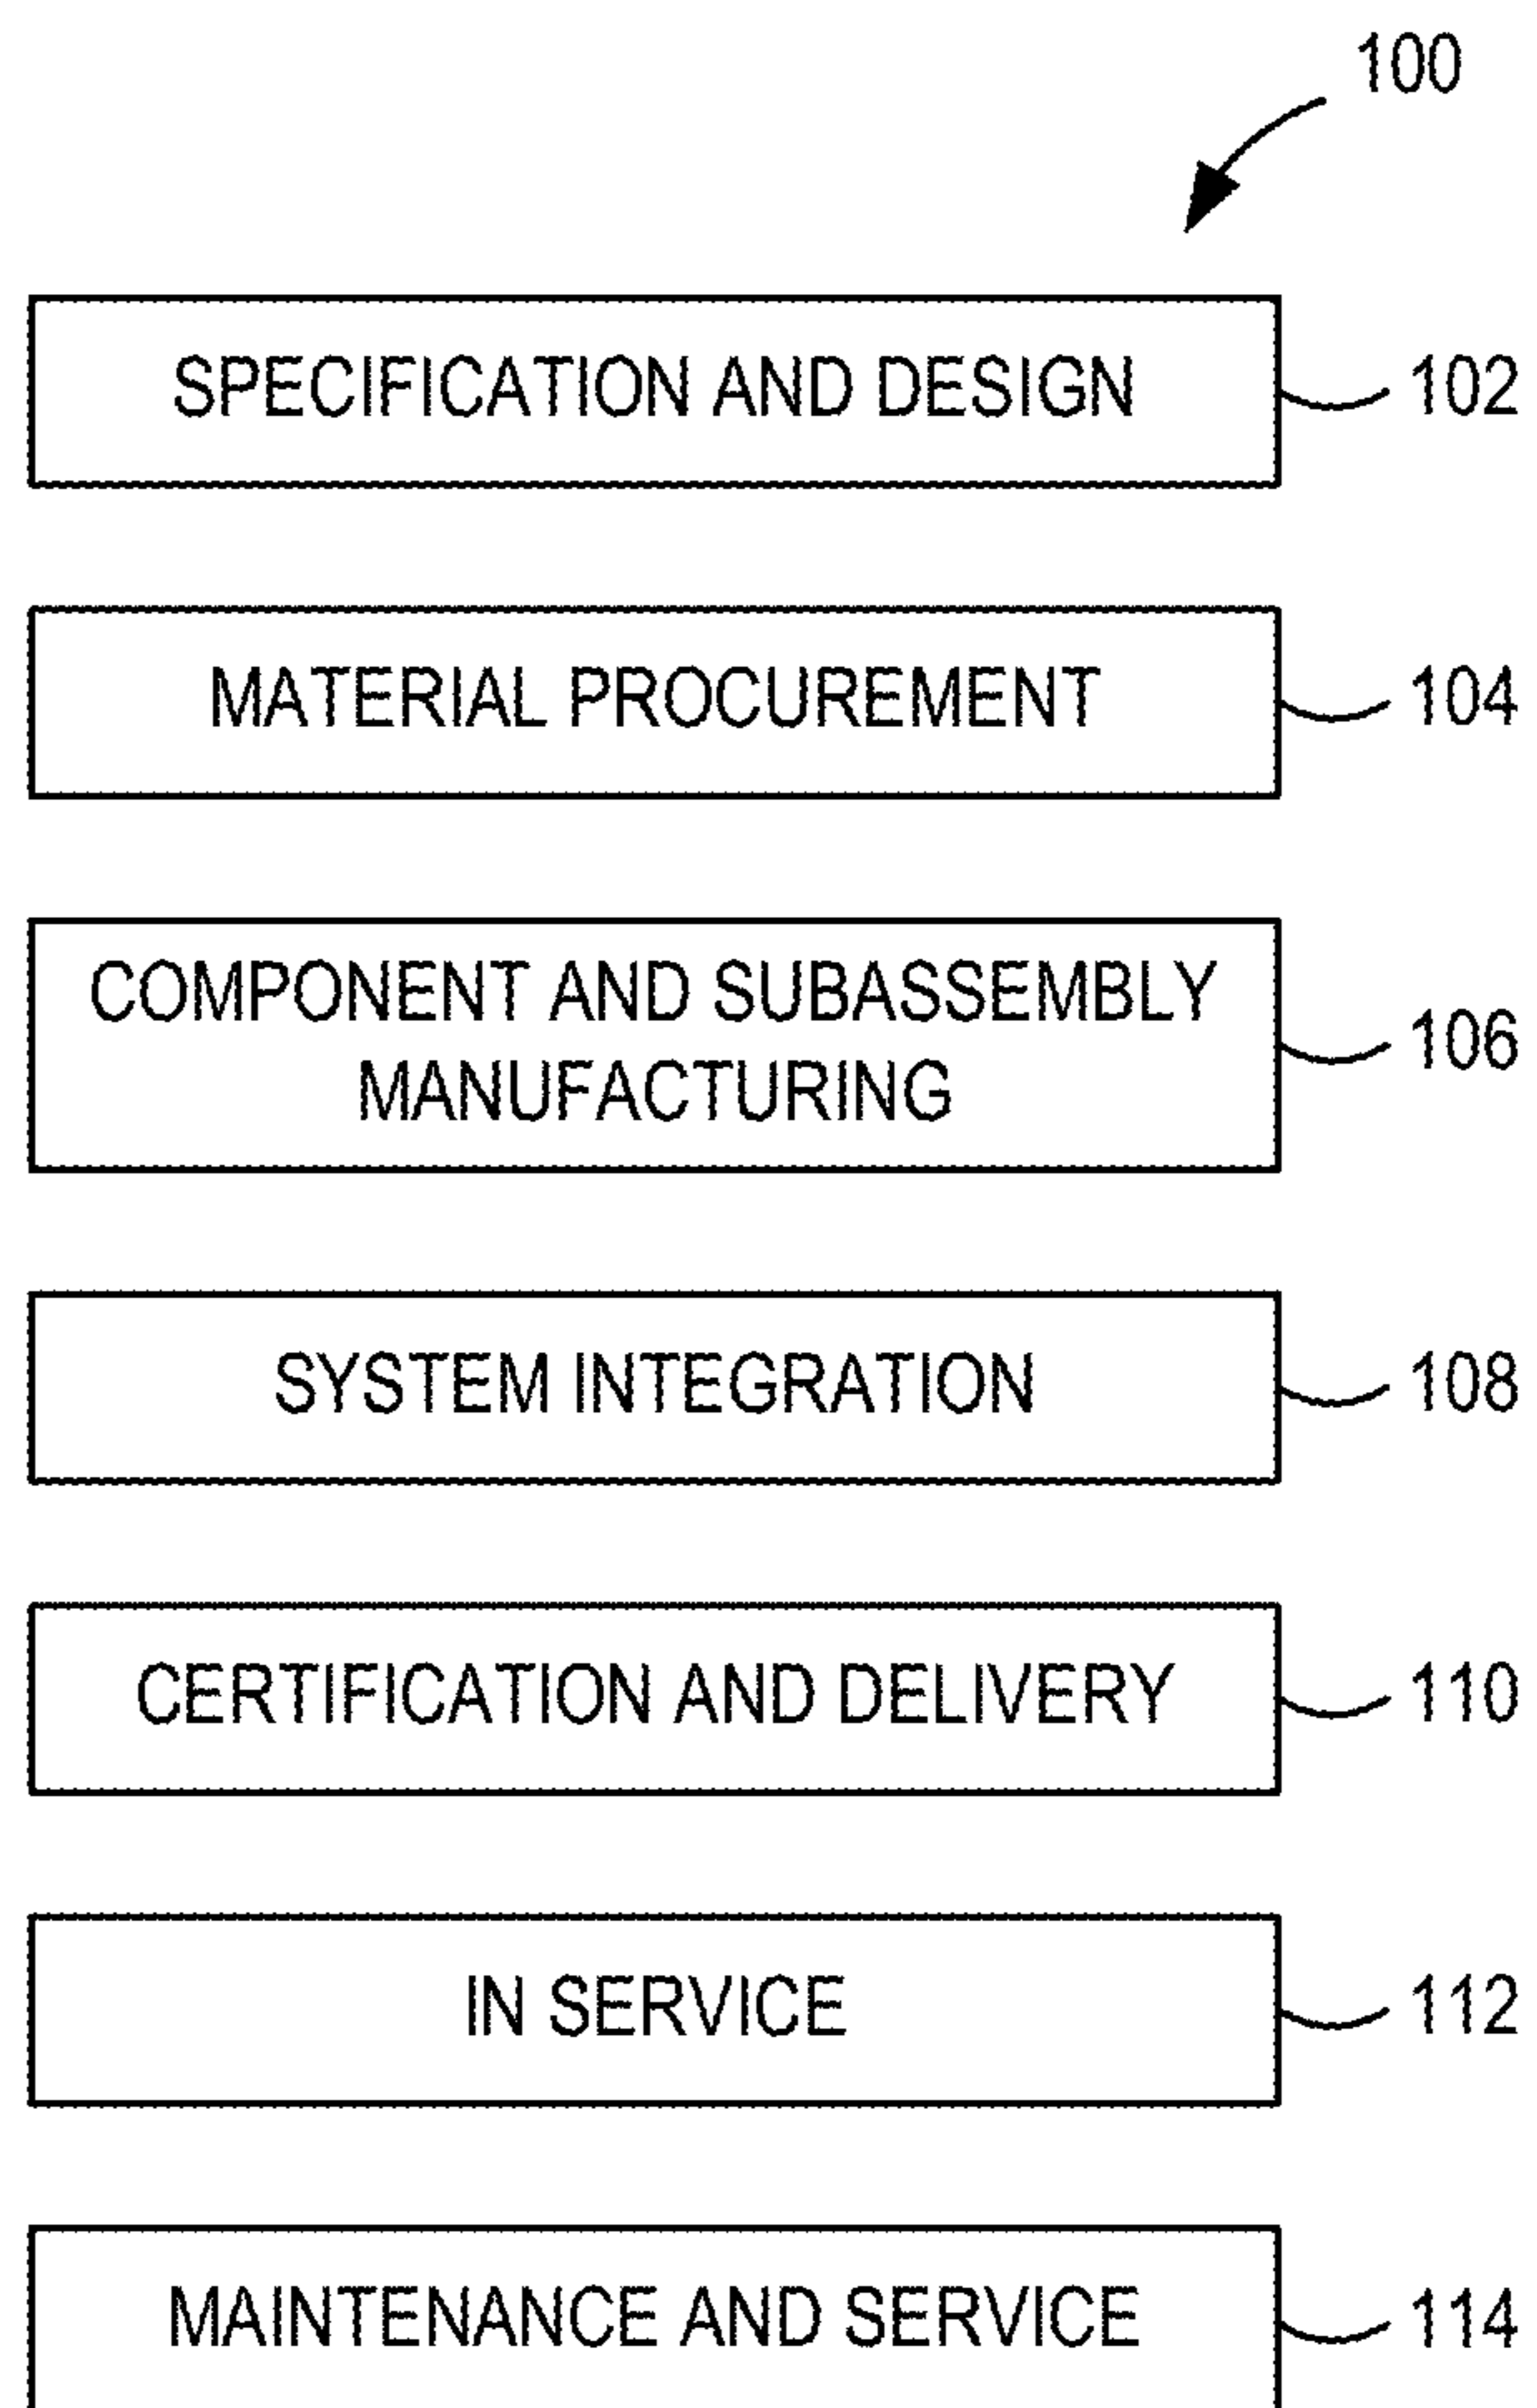 100
SPECIFICATION AND DESIGN 102
MATERIAL PROCUREMENT 104
COMPONENT AND SUBASSEMBLY
MANUFACTURING 106
SYSTEM INTEGRATION 108
CERTIFICATION AND DELIVERY 110
IN SERVICE 112
MAINTENANCE AND SERVICE 114